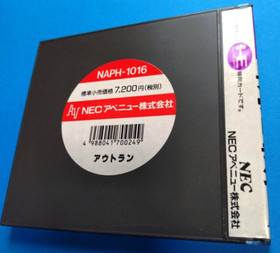 NAPH-1016
標準小売価格 7,200円(税別)
NECアベニュー株式会社
4 988041 700249
アウトラン
NEC
NECアベニュー株式会社